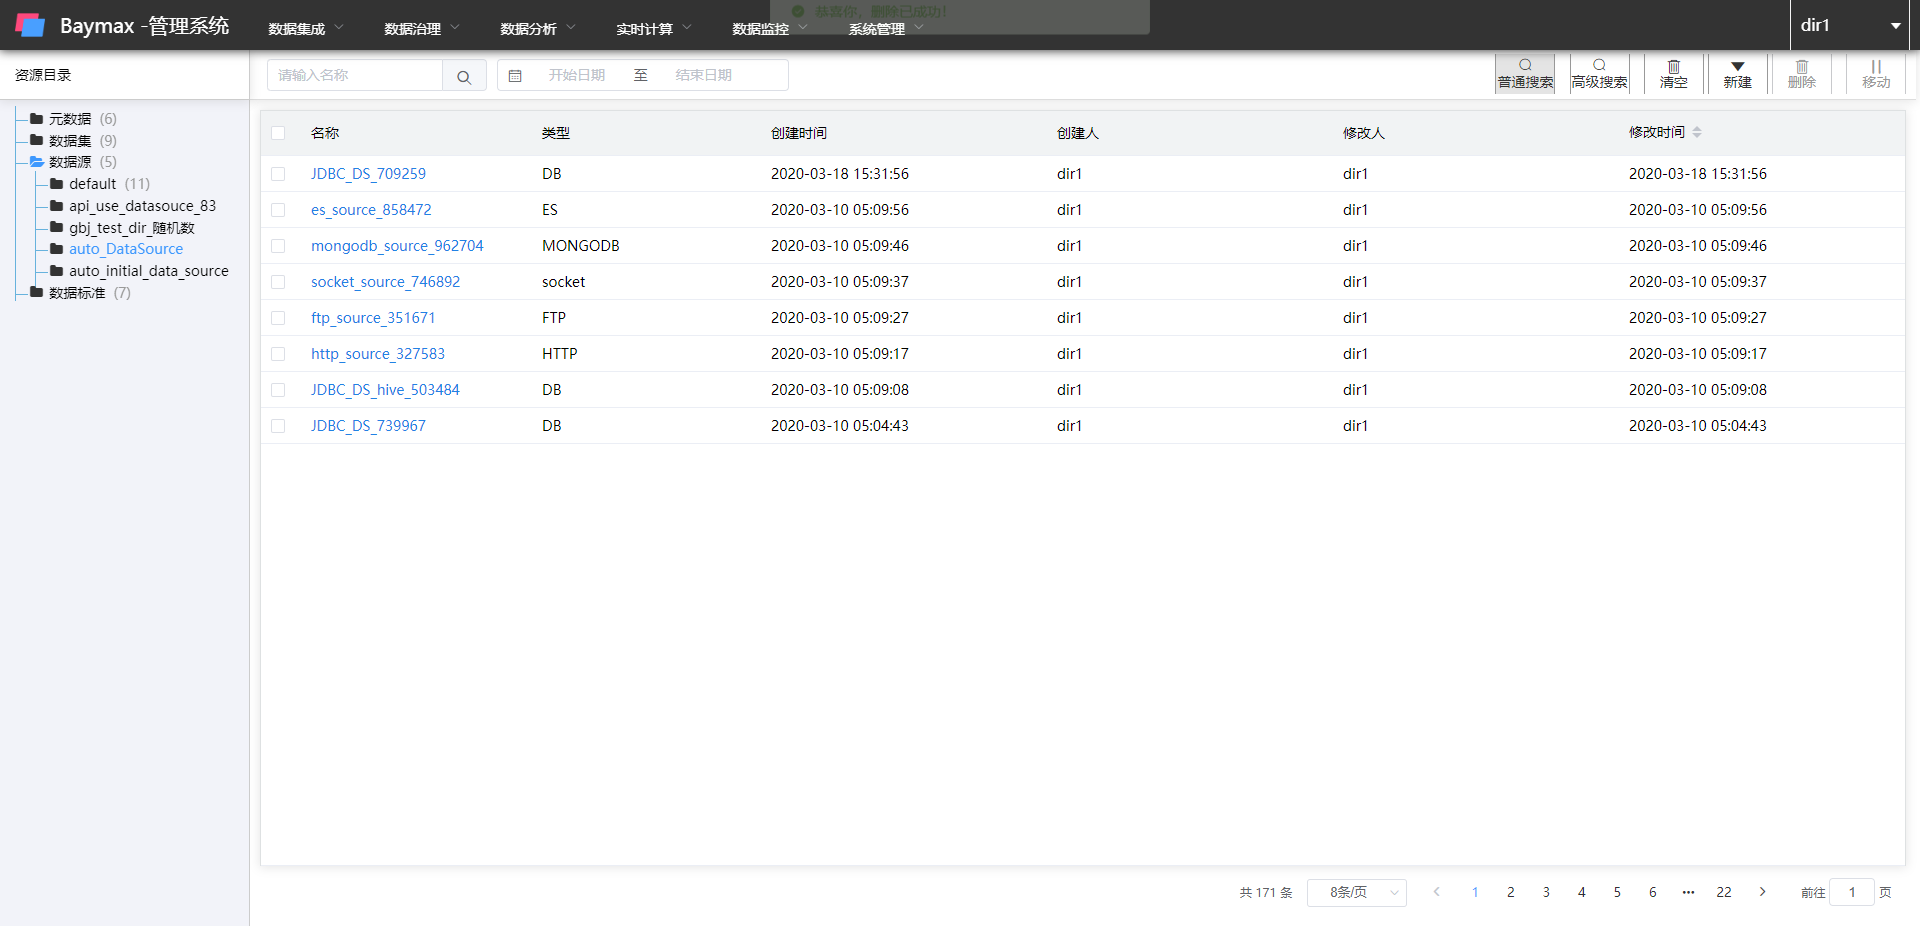 Baymax -管理系统
数据集成
数据治理
数据分析
实时计算
数据监控
系统管理
恭喜你，删除已成功！
dir1
资源目录
请输入名称
开始日期 至 结束日期
普通搜索
高级搜索
清空
新建
删除
移动
元数据 (6)
数据集 (9)
数据源 (5)
default (11)
api_use_datasouce_83
gbj_test_dir_随机数
auto_DataSource
auto_initial_data_source
数据标准 (7)
名称 类型 创建时间 创建人 修改人 修改时间
JDBC_DS_709259 DB 2020-03-18 15:31:56 dir1 dir1 2020-03-18 15:31:56
es_source_858472 ES 2020-03-10 05:09:56 dir1 dir1 2020-03-10 05:09:56
mongodb_source_962704 MONGODB 2020-03-10 05:09:46 dir1 dir1 2020-03-10 05:09:46
socket_source_746892 socket 2020-03-10 05:09:37 dir1 dir1 2020-03-10 05:09:37
ftp_source_351671 FTP 2020-03-10 05:09:27 dir1 dir1 2020-03-10 05:09:27
http_source_327583 HTTP 2020-03-10 05:09:17 dir1 dir1 2020-03-10 05:09:17
JDBC_DS_hive_503484 DB 2020-03-10 05:09:08 dir1 dir1 2020-03-10 05:09:08
JDBC_DS_739967 DB 2020-03-10 05:04:43 dir1 dir1 2020-03-10 05:04:43
共 171 条 8条/页 1 2 3 4 5 6 ••• 22 前往 1 页